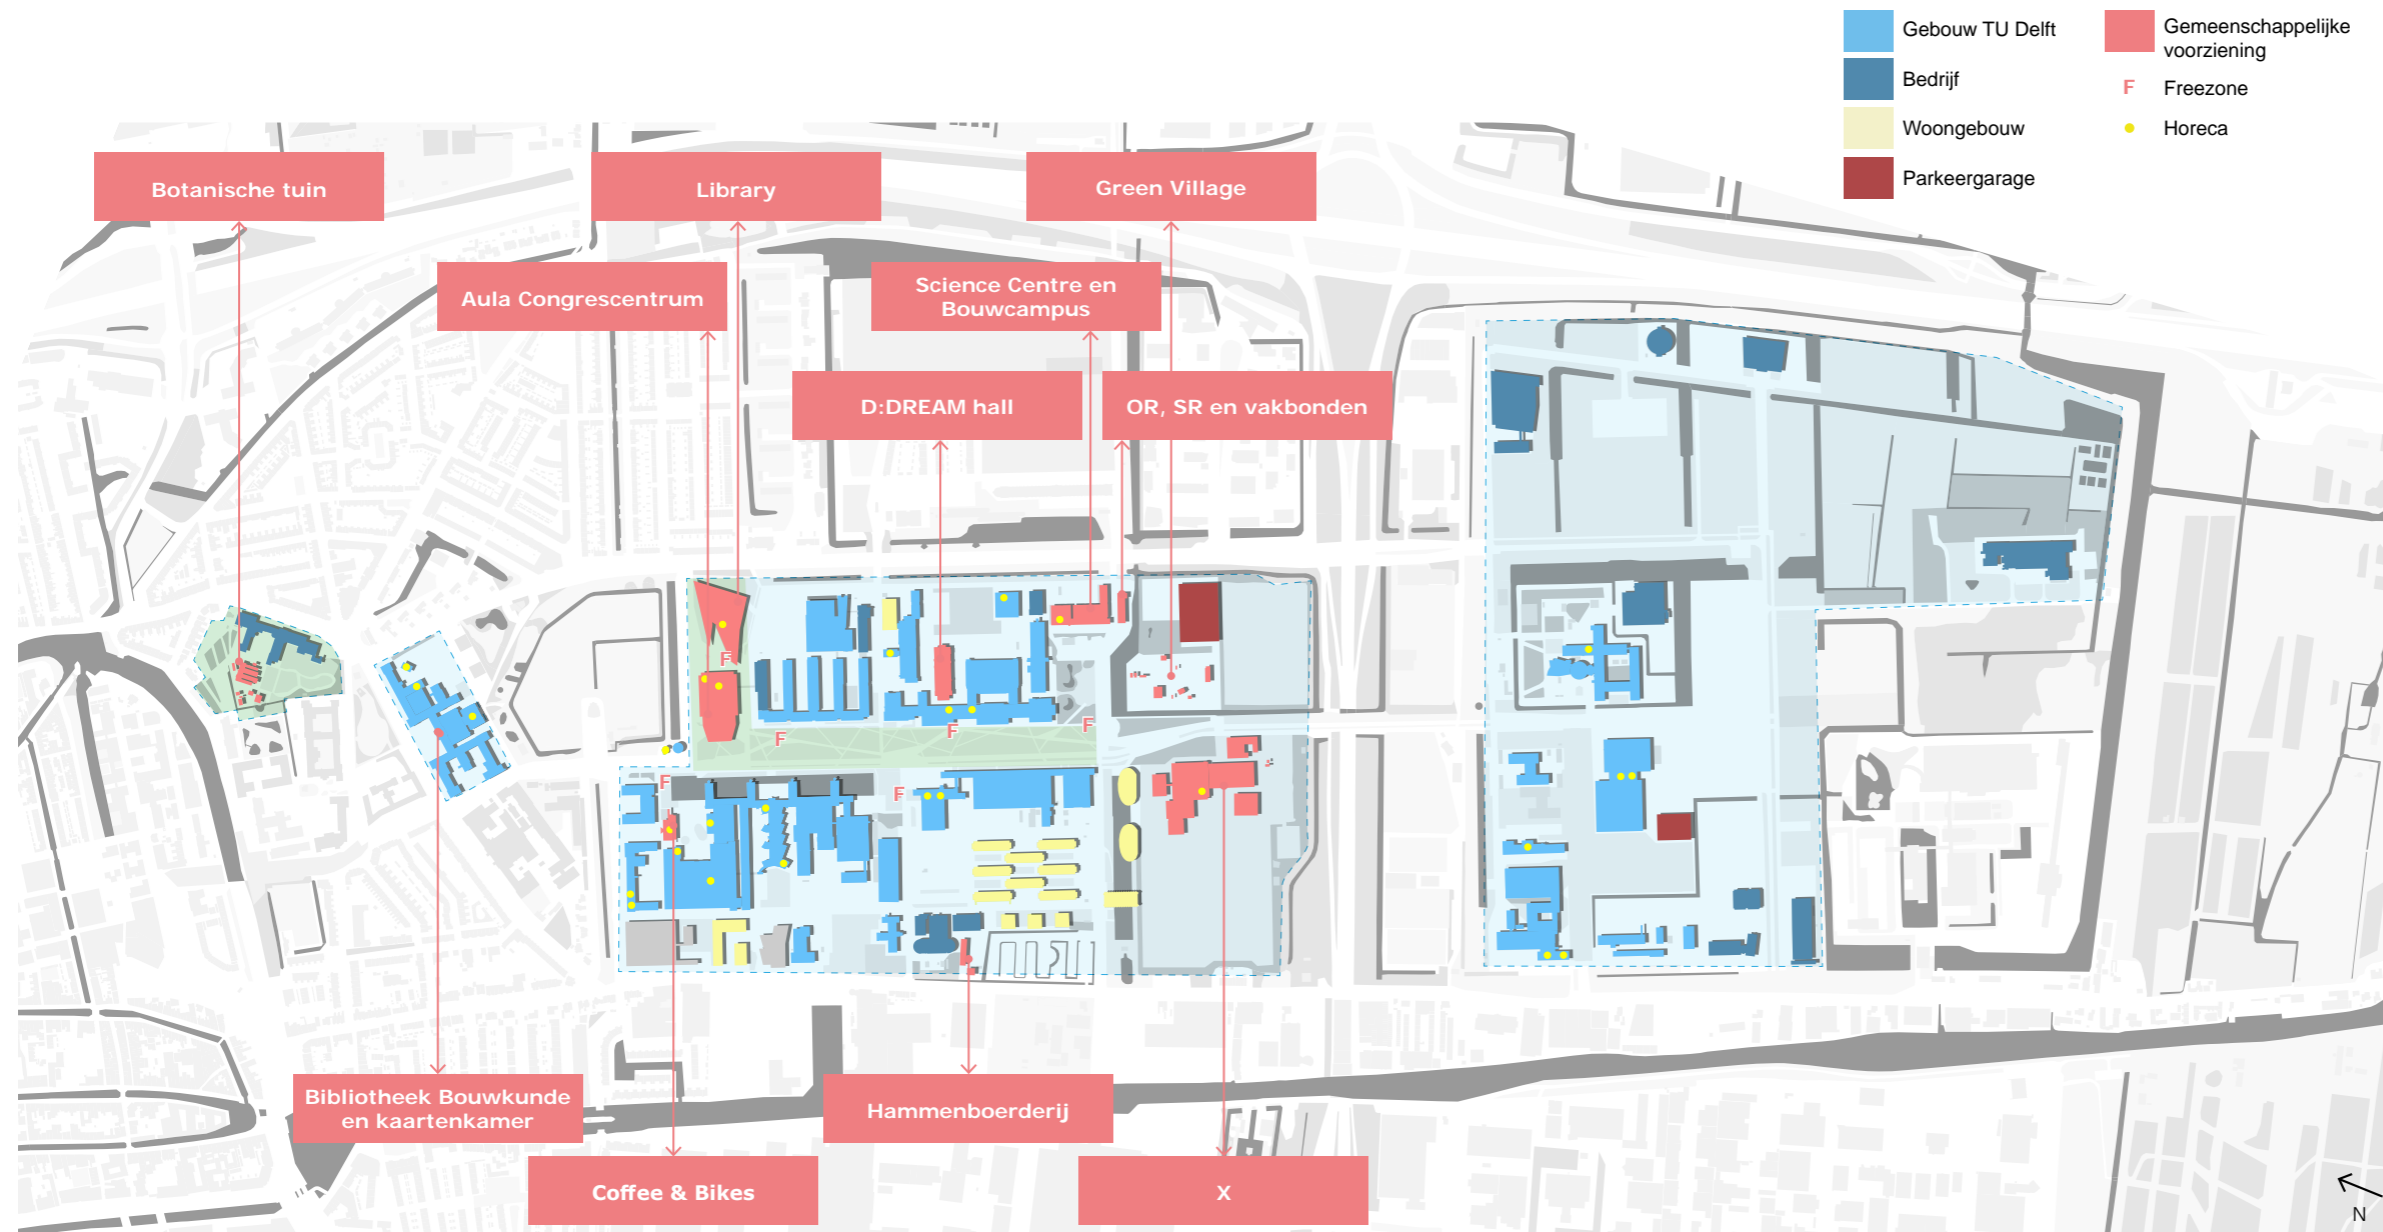 Gebouw TU Delft
Bedrijf
Woongebouw
Parkeergarage
Gemeenschappelijke
voorziening
F Freezone
Horeca
Botanische tuin
Library
Green Village
Aula Congrescentrum
Science Centre en
Bouwcampus
D:DREAM hall
OR, SR en vakbonden
F
F
F
F
F
F
Bibliotheek Bouwkunde
en kaartenkamer
Hammenboerderij
Coffee & Bikes
X
N